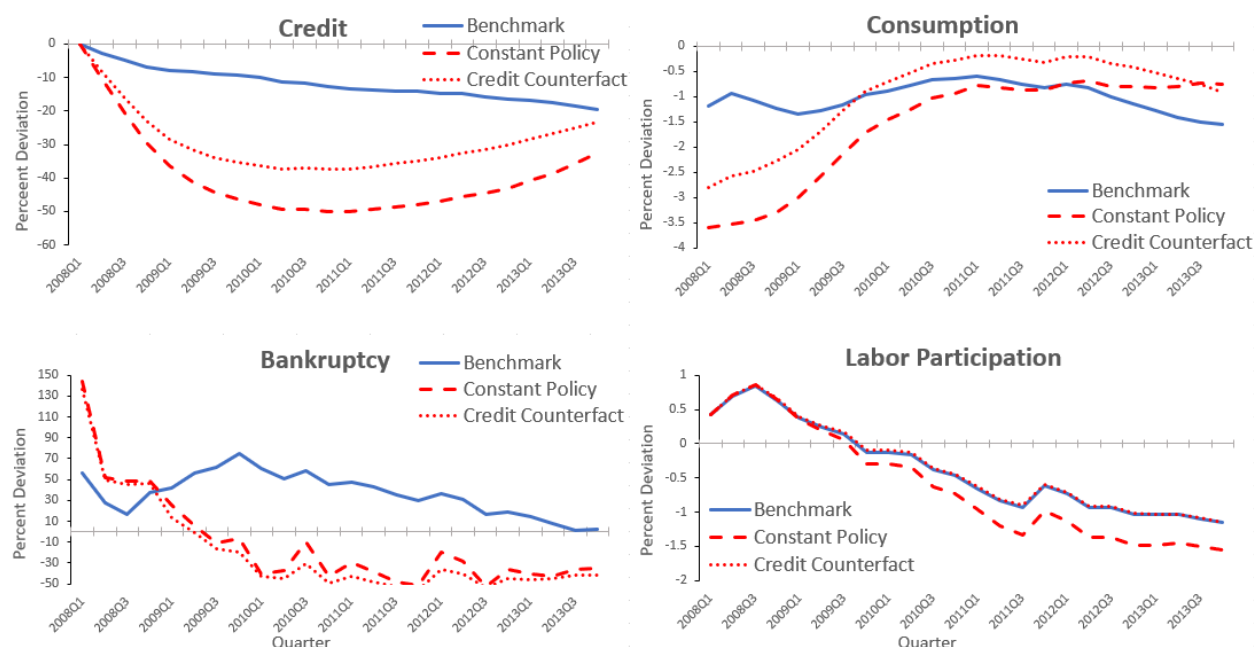 Credit
Benchmark
Constant Policy
Credit Counterfact
Percent Deviation
0
-10
-20
-30
-40
-50
-60
2008Q1
2008Q3
2009Q1
2009Q3
2010Q1
2010Q3
2011Q1
2011Q3
2012Q1
2012Q3
2013Q1
2013Q3
Consumption
Percent Deviation
0
-0.5
-1
-1.5
-2
-2.5
-3
-3.5
-4
Benchmark
Constant Policy
Credit Counterfact
2008Q1
2008Q3
2009Q1
2009Q3
2010Q1
2010Q3
2011Q1
2011Q3
2012Q1
2012Q3
2013Q1
2013Q3
Bankruptcy
Benchmark
Constant Policy
Credit Counterfact
Percent Deviation
150
130
110
90
70
50
30
10
-10
-30
-50
2008Q1
2008Q3
2009Q1
2009Q3
2010Q1
2010Q3
2011Q1
2011Q3
2012Q1
2012Q3
2013Q1
2013Q3
Quarter
Labor Participation
Percent Deviation
1
0.5
0
-0.5
-1
-1.5
-2
Benchmark
Constant Policy
Credit Counterfact
2008Q1
2008Q3
2009Q1
2009Q3
2010Q1
2010Q3
2011Q1
2011Q3
2012Q1
2012Q3
2013Q1
2013Q3
Quarter